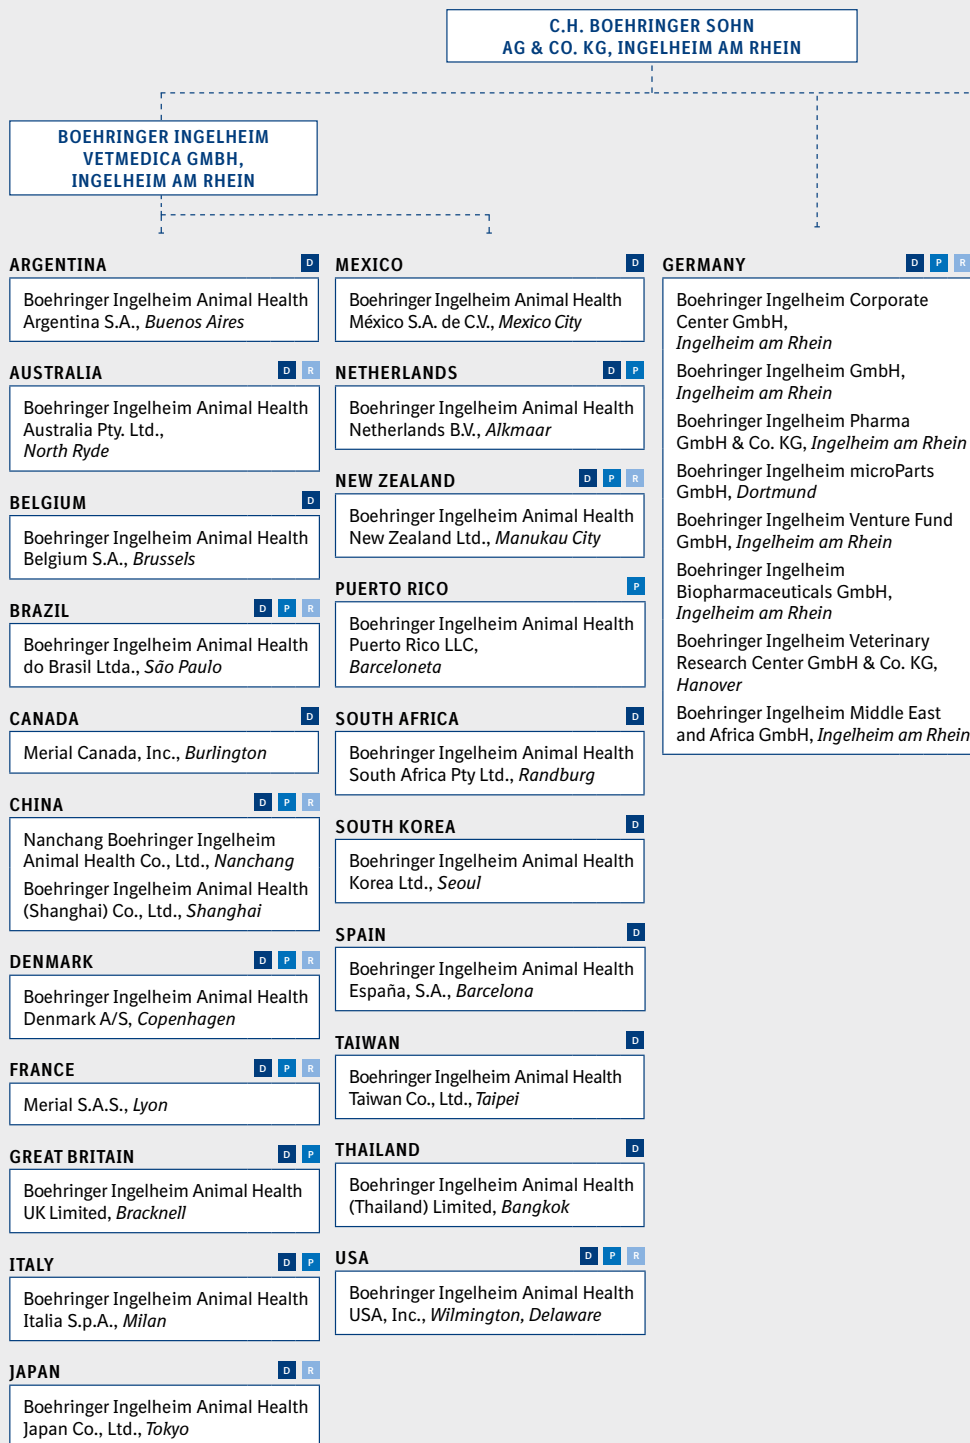 C.H. BOEHRINGER SOHN
AG & CO. KG, INGELHEIM AM RHEIN
BOEHRINGER INGELHEIM
VETMEDICA GMBH,
INGELHEIM AM RHEIN
ARGENTINA D
Boehringer Ingelheim Animal Health
Argentina S.A., Buenos Aires
AUSTRALIA D R
Boehringer Ingelheim Animal Health
Australia Pty. Ltd.,
North Ryde
BELGIUM D
Boehringer Ingelheim Animal Health
Belgium S.A., Brussels
BRAZIL D P R
Boehringer Ingelheim Animal Health
do Brasil Ltda., São Paulo
CANADA D
Merial Canada, Inc., Burlington
CHINA D P R
Nanchang Boehringer Ingelheim
Animal Health Co., Ltd., Nanchang
Boehringer Ingelheim Animal Health
(Shanghai) Co., Ltd., Shanghai
DENMARK D P R
Boehringer Ingelheim Animal Health
Denmark A/S, Copenhagen
FRANCE D P R
Merial S.A.S., Lyon
GREAT BRITAIN D P
Boehringer Ingelheim Animal Health
UK Limited, Bracknell
ITALY D P
Boehringer Ingelheim Animal Health
Italia S.p.A., Milan
JAPAN D R
Boehringer Ingelheim Animal Health
Japan Co., Ltd., Tokyo
MEXICO D
Boehringer Ingelheim Animal Health
México S.A. de C.V., Mexico City
NETHERLANDS D P
Boehringer Ingelheim Animal Health
Netherlands B.V., Alkmaar
NEW ZEALAND D P R
Boehringer Ingelheim Animal Health
New Zealand Ltd., Manukau City
PUERTO RICO P
Boehringer Ingelheim Animal Health
Puerto Rico LLC,
Barceloneta
SOUTH AFRICA D
Boehringer Ingelheim Animal Health
South Africa Pty Ltd., Randburg
SOUTH KOREA D
Boehringer Ingelheim Animal Health
Korea Ltd., Seoul
SPAIN D
Boehringer Ingelheim Animal Health
España, S.A., Barcelona
TAIWAN D
Boehringer Ingelheim Animal Health
Taiwan Co., Ltd., Taipei
THAILAND D
Boehringer Ingelheim Animal Health
(Thailand) Limited, Bangkok
USA D P R
Boehringer Ingelheim Animal Health
USA, Inc., Wilmington, Delaware
GERMANY D P R
Boehringer Ingelheim Corporate
Center GmbH,
Ingelheim am Rhein
Boehringer Ingelheim GmbH,
Ingelheim am Rhein
Boehringer Ingelheim Pharma
GmbH & Co. KG, Ingelheim am Rhein
Boehringer Ingelheim microParts
GmbH, Dortmund
Boehringer Ingelheim Venture Fund
GmbH, Ingelheim am Rhein
Boehringer Ingelheim
Biopharmaceuticals GmbH,
Ingelheim am Rhein
Boehringer Ingelheim Veterinary
Research Center GmbH & Co. KG,
Hanover
Boehringer Ingelheim Middle East
and Africa GmbH, Ingelheim am Rhein